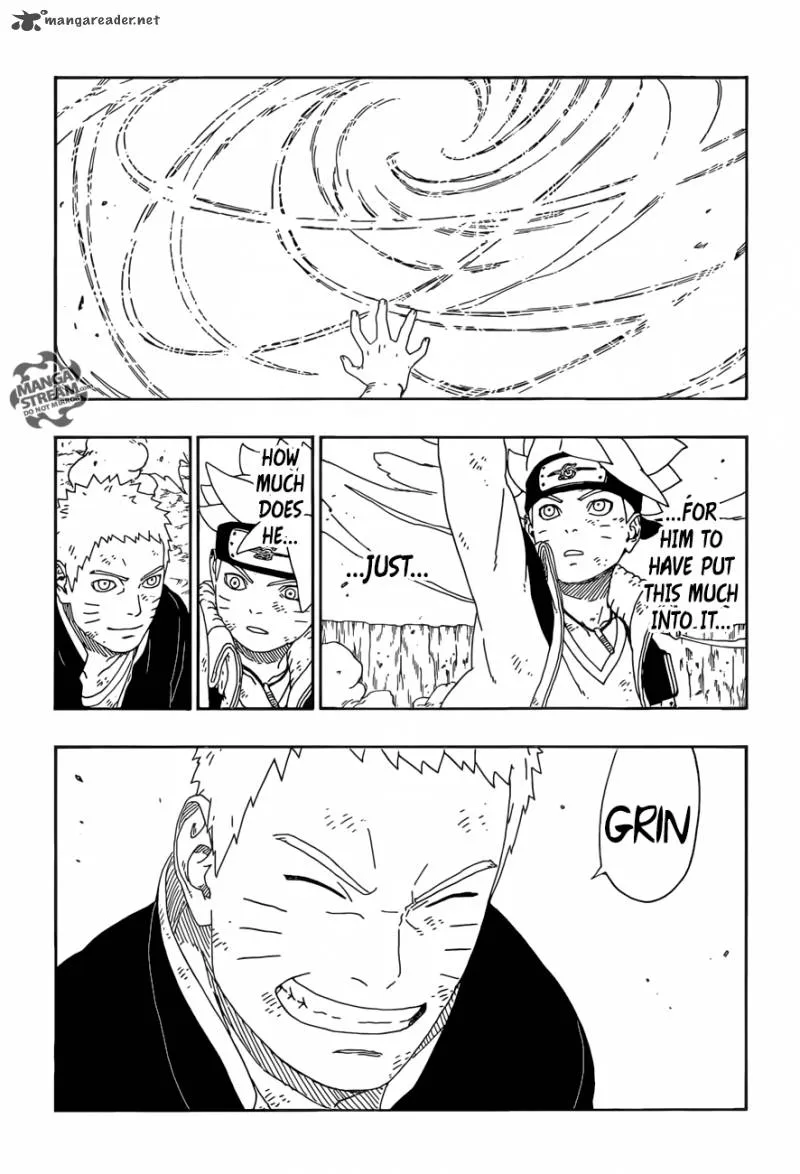 mangareader.net
MANGA
STREAM.com
DO NOT MIRROR
...FOR
HIM TO
HAVE PUT
THIS MUCH
INTO IT...
...JUST...
HOW
MUCH
DOES
HE...
GRIN